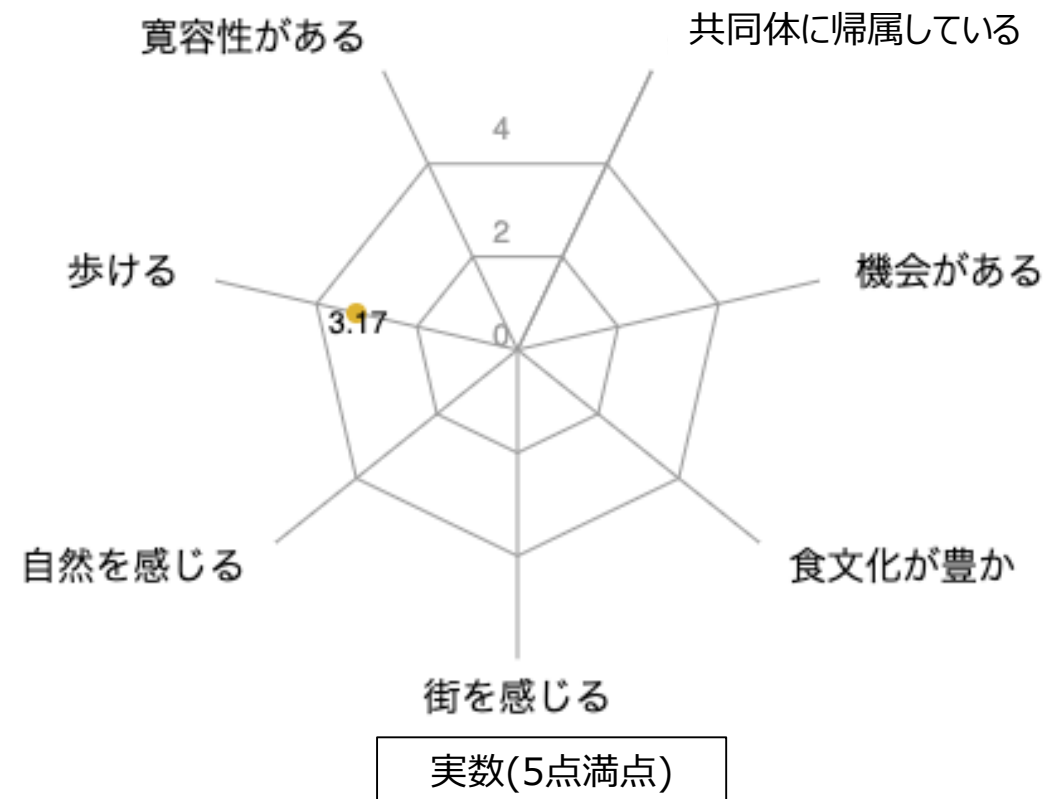 寛容性がある
共同体に帰属している
4
2
歩ける
機会がある
3.17
0
自然を感じる
食文化が豊か
街を感じる
実数(5点満点)